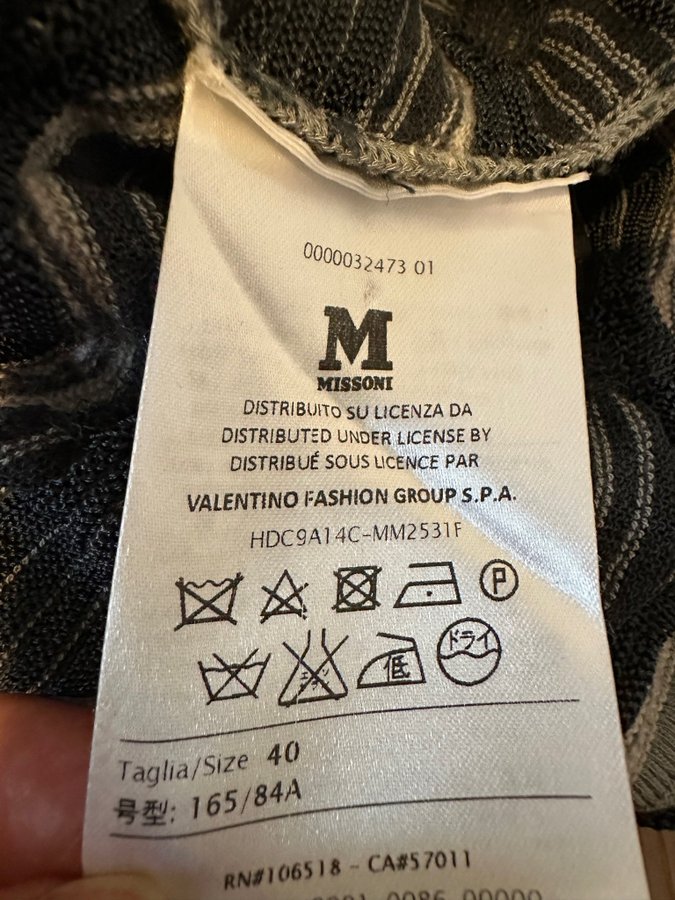 0000032473 01
M
MISSONI
DISTRIBUITO SU LICENZA DA
DISTRIBUTED UNDER LICENSE BY
DISTRIBUÉ SOUS LICENCE PAR
VALENTINO FASHION GROUP S.P.A.
HDC9A14C-MM2531F
P
低 ドライ
Taglia/Size 40
号型: 165/84A
RN#106518 - CA#57011